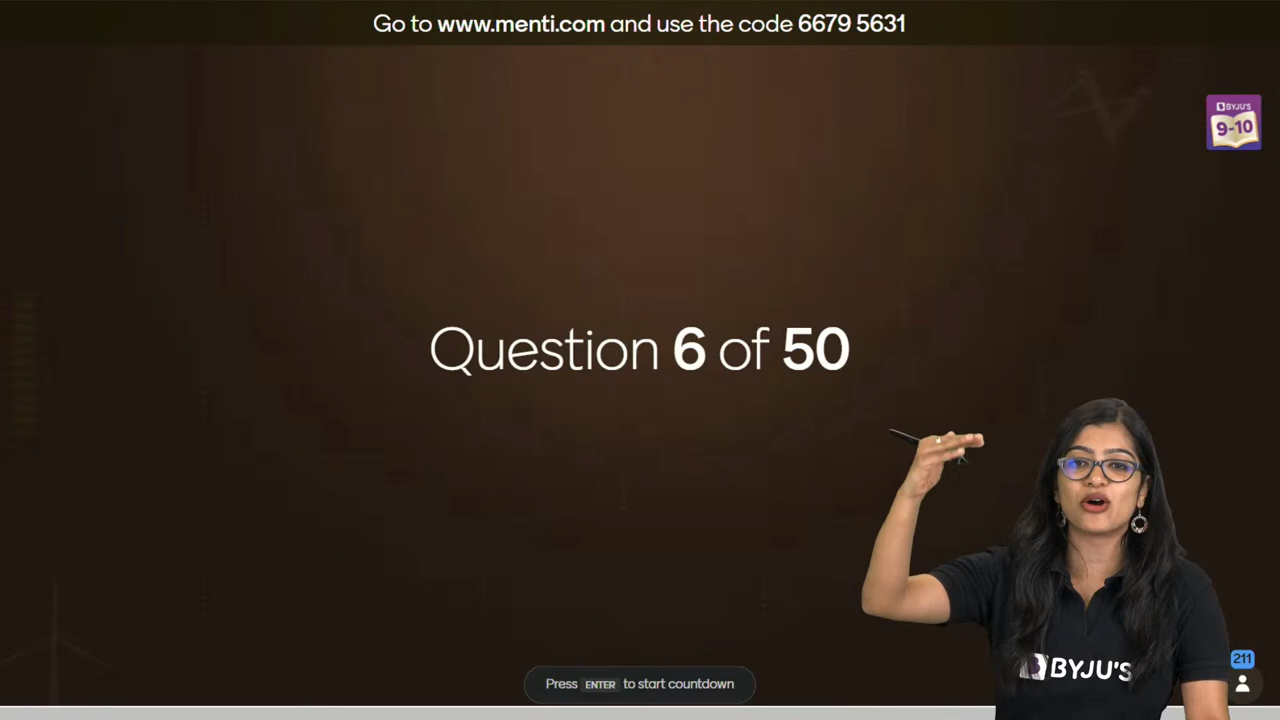 Go to www.menti.com and use the code 6679 5631
BYJU'S
9-10
Question 6 of 50
Press ENTER to start countdown
BYJU'S
211